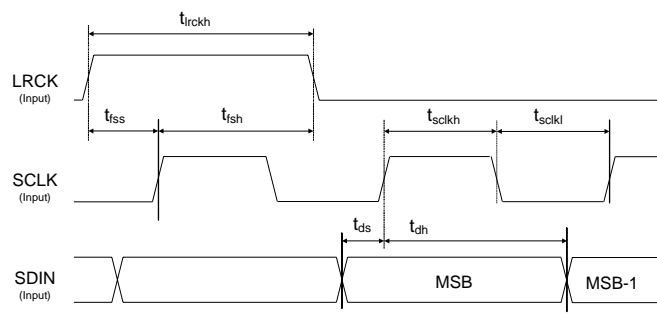 tlrckh
LRCK
(Input)
tfss
tfsh
tsclkh
tsclkl
SCLK
(Input)
tds
tdh
SDIN
(Input)
MSB
MSB-1